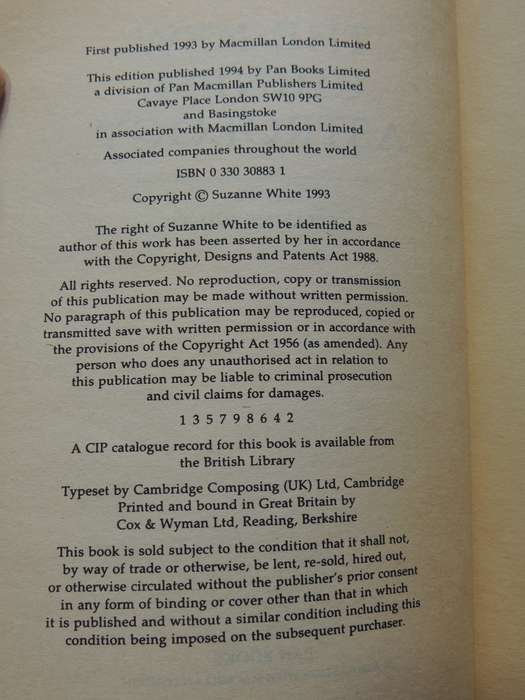 First published 1993 by Macmillan London Limited
This edition published 1994 by Pan Books Limited
a division of Pan Macmillan Publishers Limited
Cavaye Place London SW10 9PG
and Basingstoke
in association with Macmillan London Limited
Associated companies throughout the world
ISBN 0 330 30883 1
Copyright © Suzanne White 1993
The right of Suzanne White to be identified as
author of this work has been asserted by her in accordance
with the Copyright, Designs and Patents Act 1988.
All rights reserved. No reproduction, copy or transmission
of this publication may be made without written permission.
No paragraph of this publication may be reproduced, copied or
transmitted save with written permission or in accordance with
the provisions of the Copyright Act 1956 (as amended). Any
person who does any unauthorised act in relation to
this publication may be liable to criminal prosecution
and civil claims for damages.
1 3 5 7 9 8 6 4 2
A CIP catalogue record for this book is available from
the British Library
Typeset by Cambridge Composing (UK) Ltd, Cambridge
Printed and bound in Great Britain by
Cox & Wyman Ltd, Reading, Berkshire
This book is sold subject to the condition that it shall not,
by way of trade or otherwise, be lent, re-sold, hired out,
or otherwise circulated without the publisher's prior consent
in any form of binding or cover other than that in which
it is published and without a similar condition including this
condition being imposed on the subsequent purchaser.